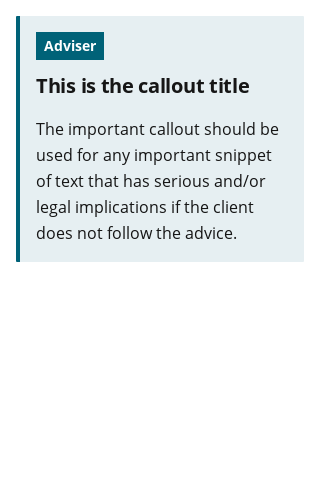 Adviser
This is the callout title
The important callout should be
used for any important snippet
of text that has serious and/or
legal implications if the client
does not follow the advice.